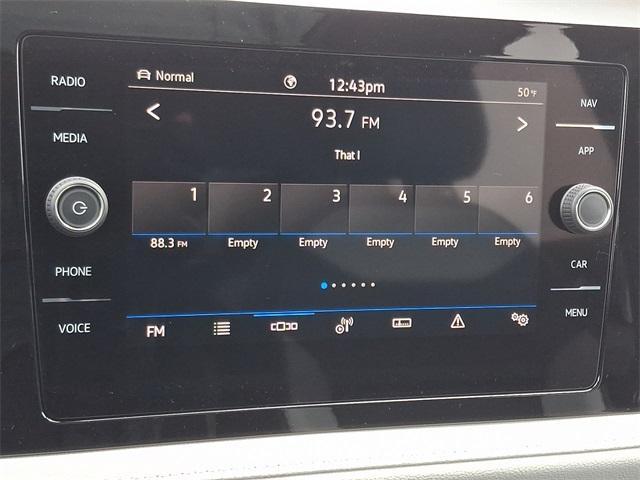 RADIO
MEDIA
PHONE
VOICE
Normal
12:43pm
50°F
93.7 FM
That I
1 2 3 4 5 6
88.3 FM Empty Empty Empty Empty Empty
FM
NAV
APP
CAR
MENU